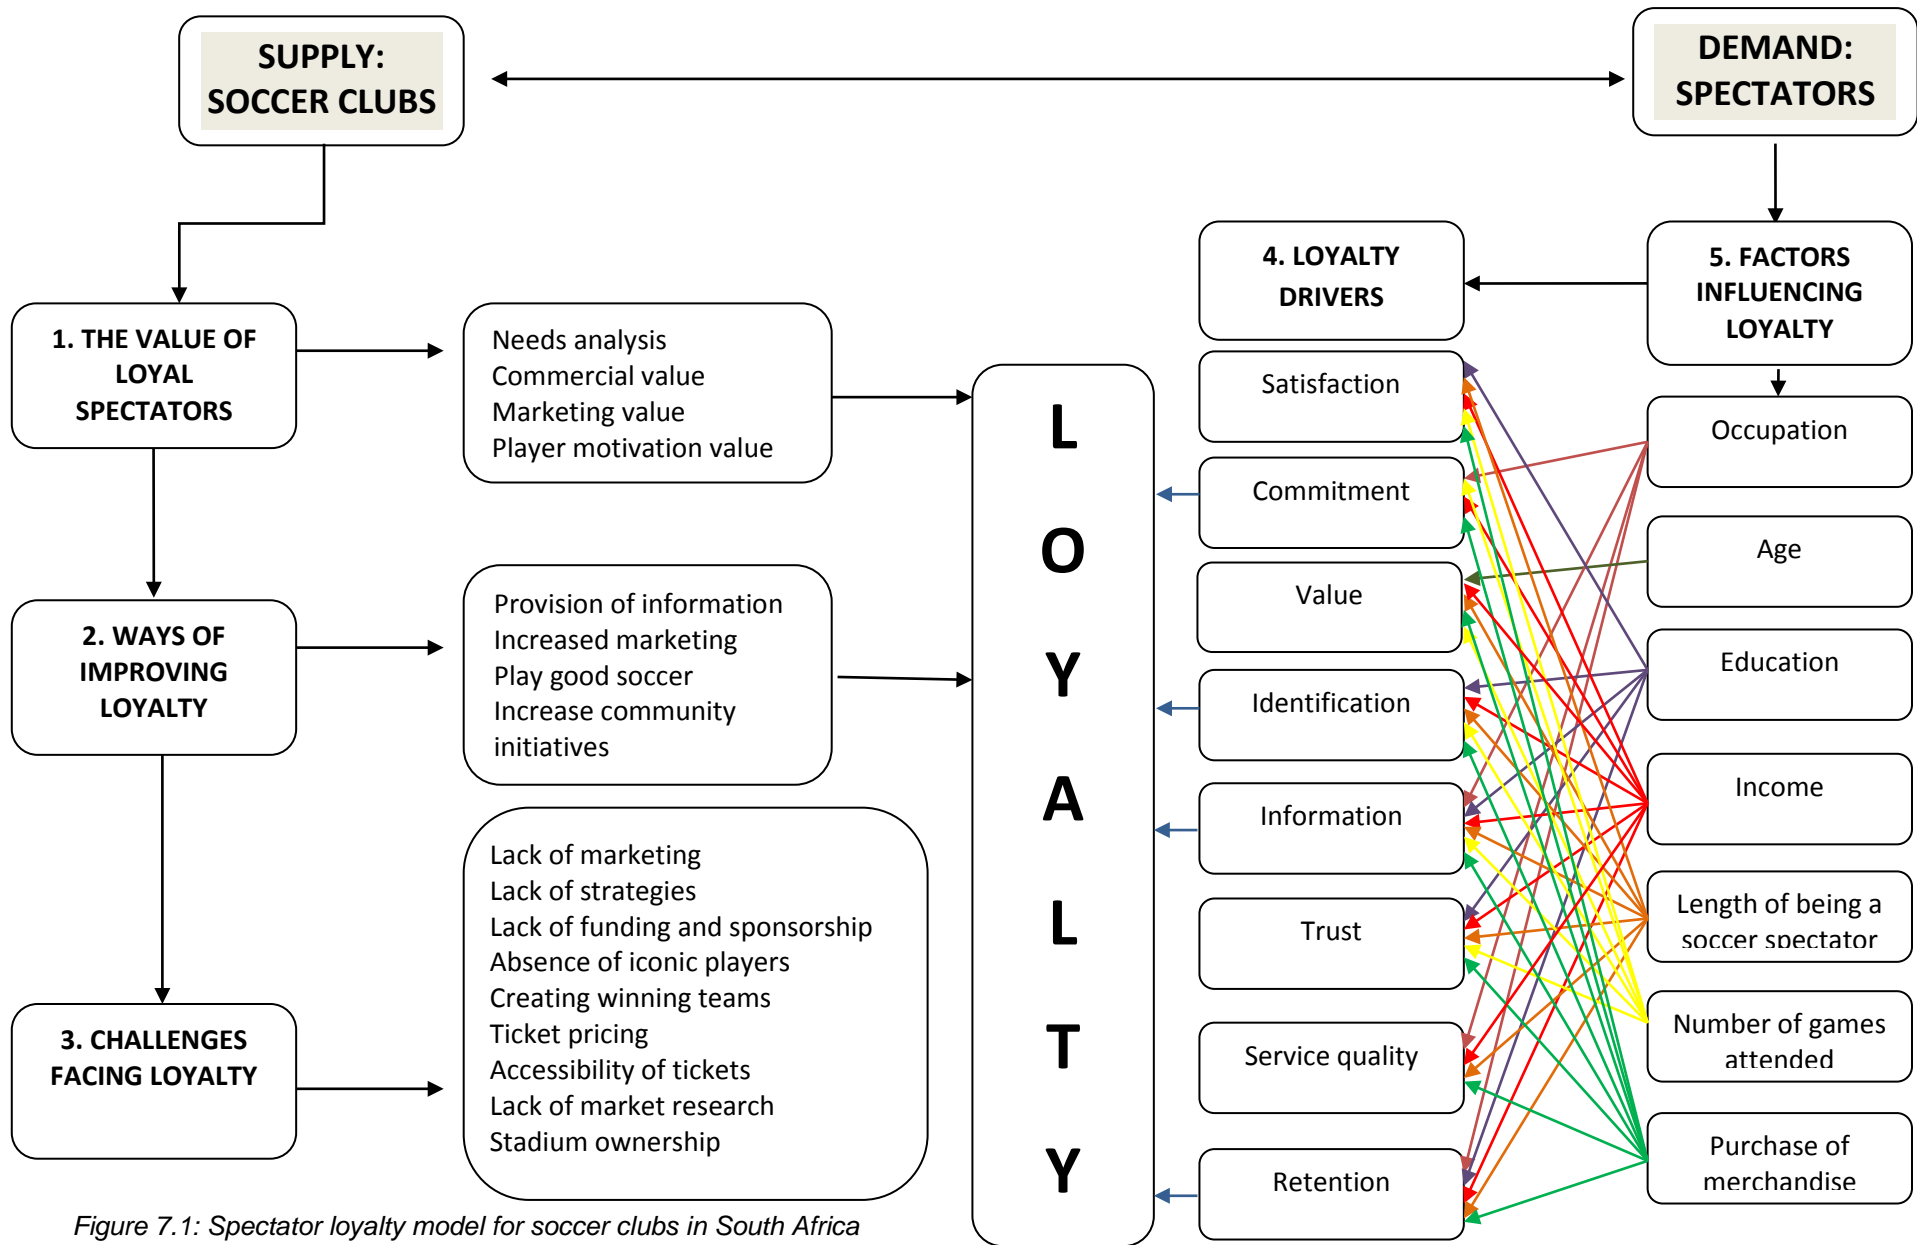 SUPPLY:
SOCCER CLUBS
DEMAND:
SPECTATORS
1. THE VALUE OF
LOYAL
SPECTATORS
Needs analysis
Commercial value
Marketing value
Player motivation value
2. WAYS OF
IMPROVING
LOYALTY
Provision of information
Increased marketing
Play good soccer
Increase community
initiatives
3. CHALLENGES
FACING LOYALTY
Lack of marketing
Lack of strategies
Lack of funding and sponsorship
Absence of iconic players
Creating winning teams
Ticket pricing
Accessibility of tickets
Lack of market research
Stadium ownership
L
O
Y
A
L
T
Y
4. LOYALTY
DRIVERS
Satisfaction
Commitment
Value
Identification
Information
Trust
Service quality
Retention
5. FACTORS
INFLUENCING
LOYALTY
Occupation
Age
Education
Income
Length of being a
soccer spectator
Number of games
attended
Purchase of
merchandise
Figure 7.1: Spectator loyalty model for soccer clubs in South Africa